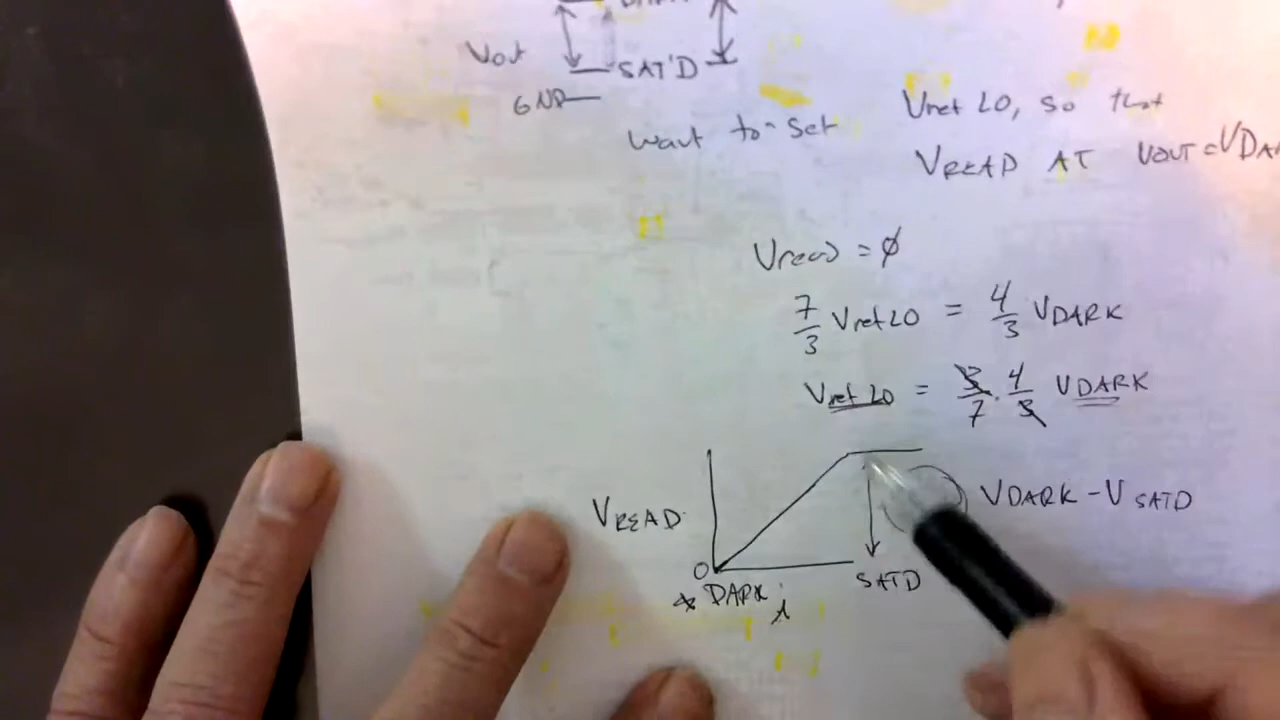 Vout
SAT'D
GND
want to set
Vref LO, so that
VREAD AT VOUT = VDA
Vread = ∅
7/3 Vref LO = 4/3 VDARK
Vref LO = 3/7 · 4/3 VDARK
VREAD
VDARK - VSATD
0
DARK
SATD